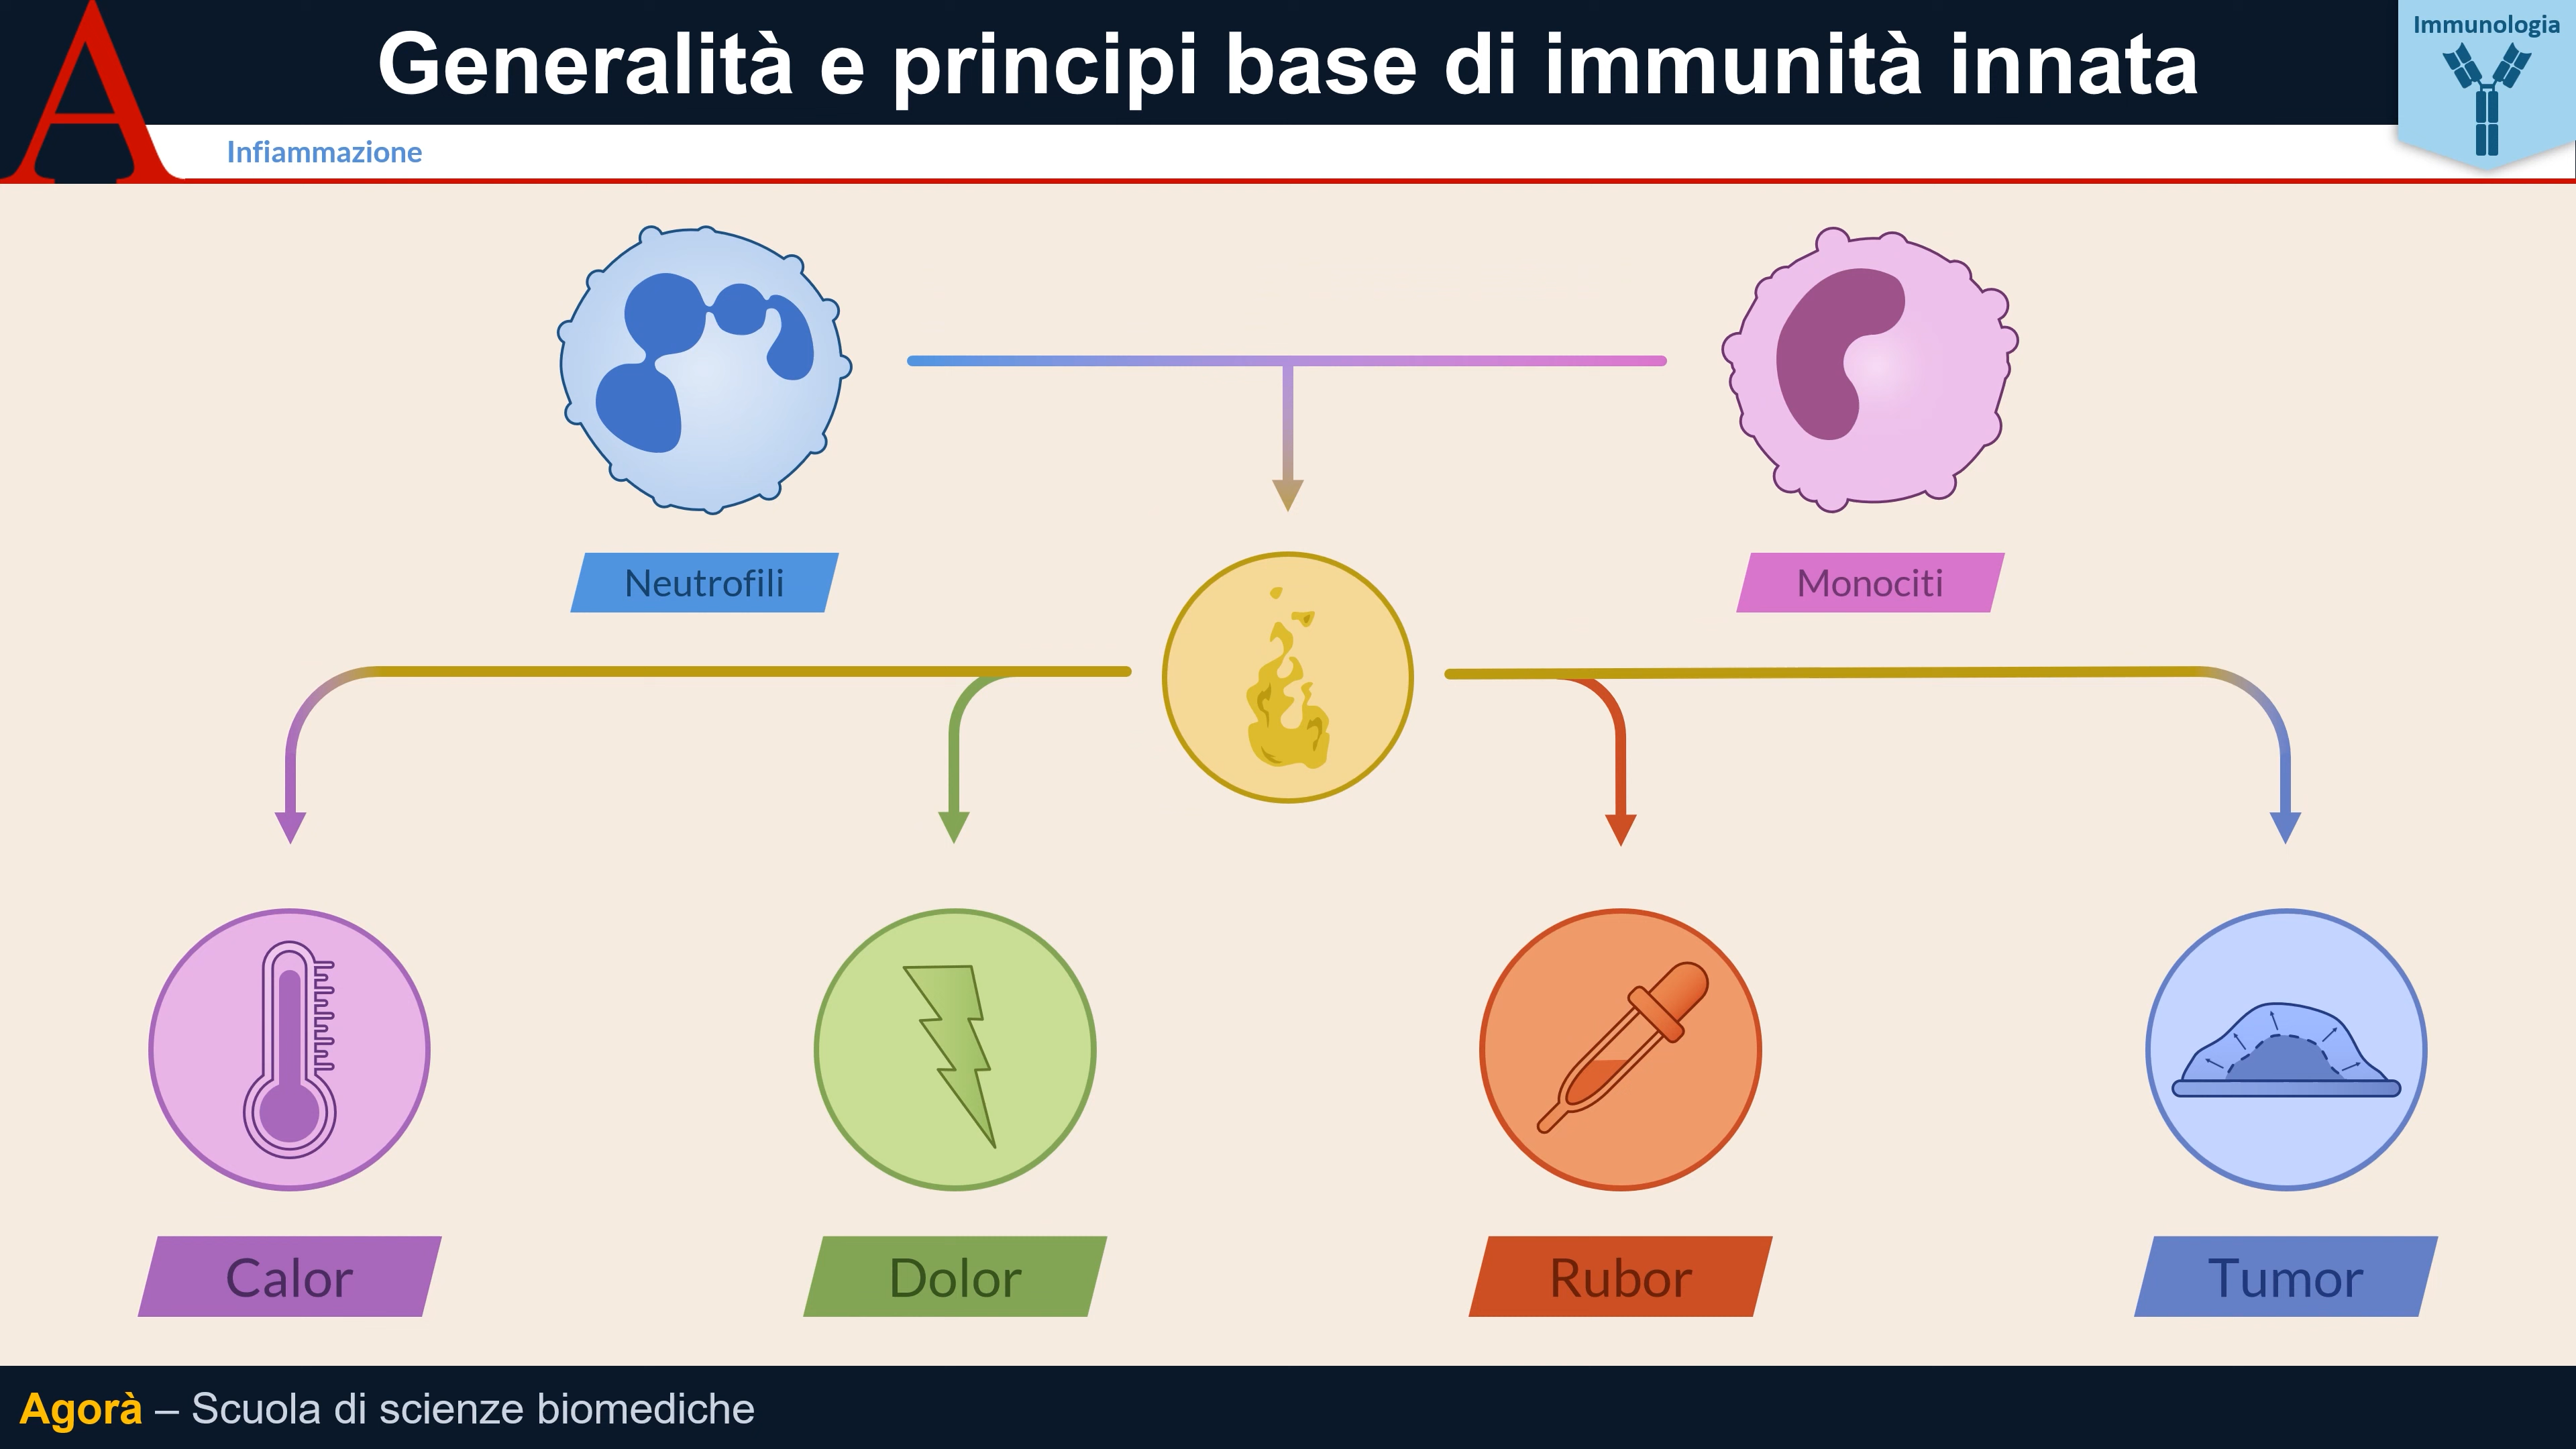 Generalità e principi base di immunità innata
Immunologia
A
Infiammazione
Neutrofili
Monociti
Calor
Dolor
Rubor
Tumor
Agorà – Scuola di scienze biomediche